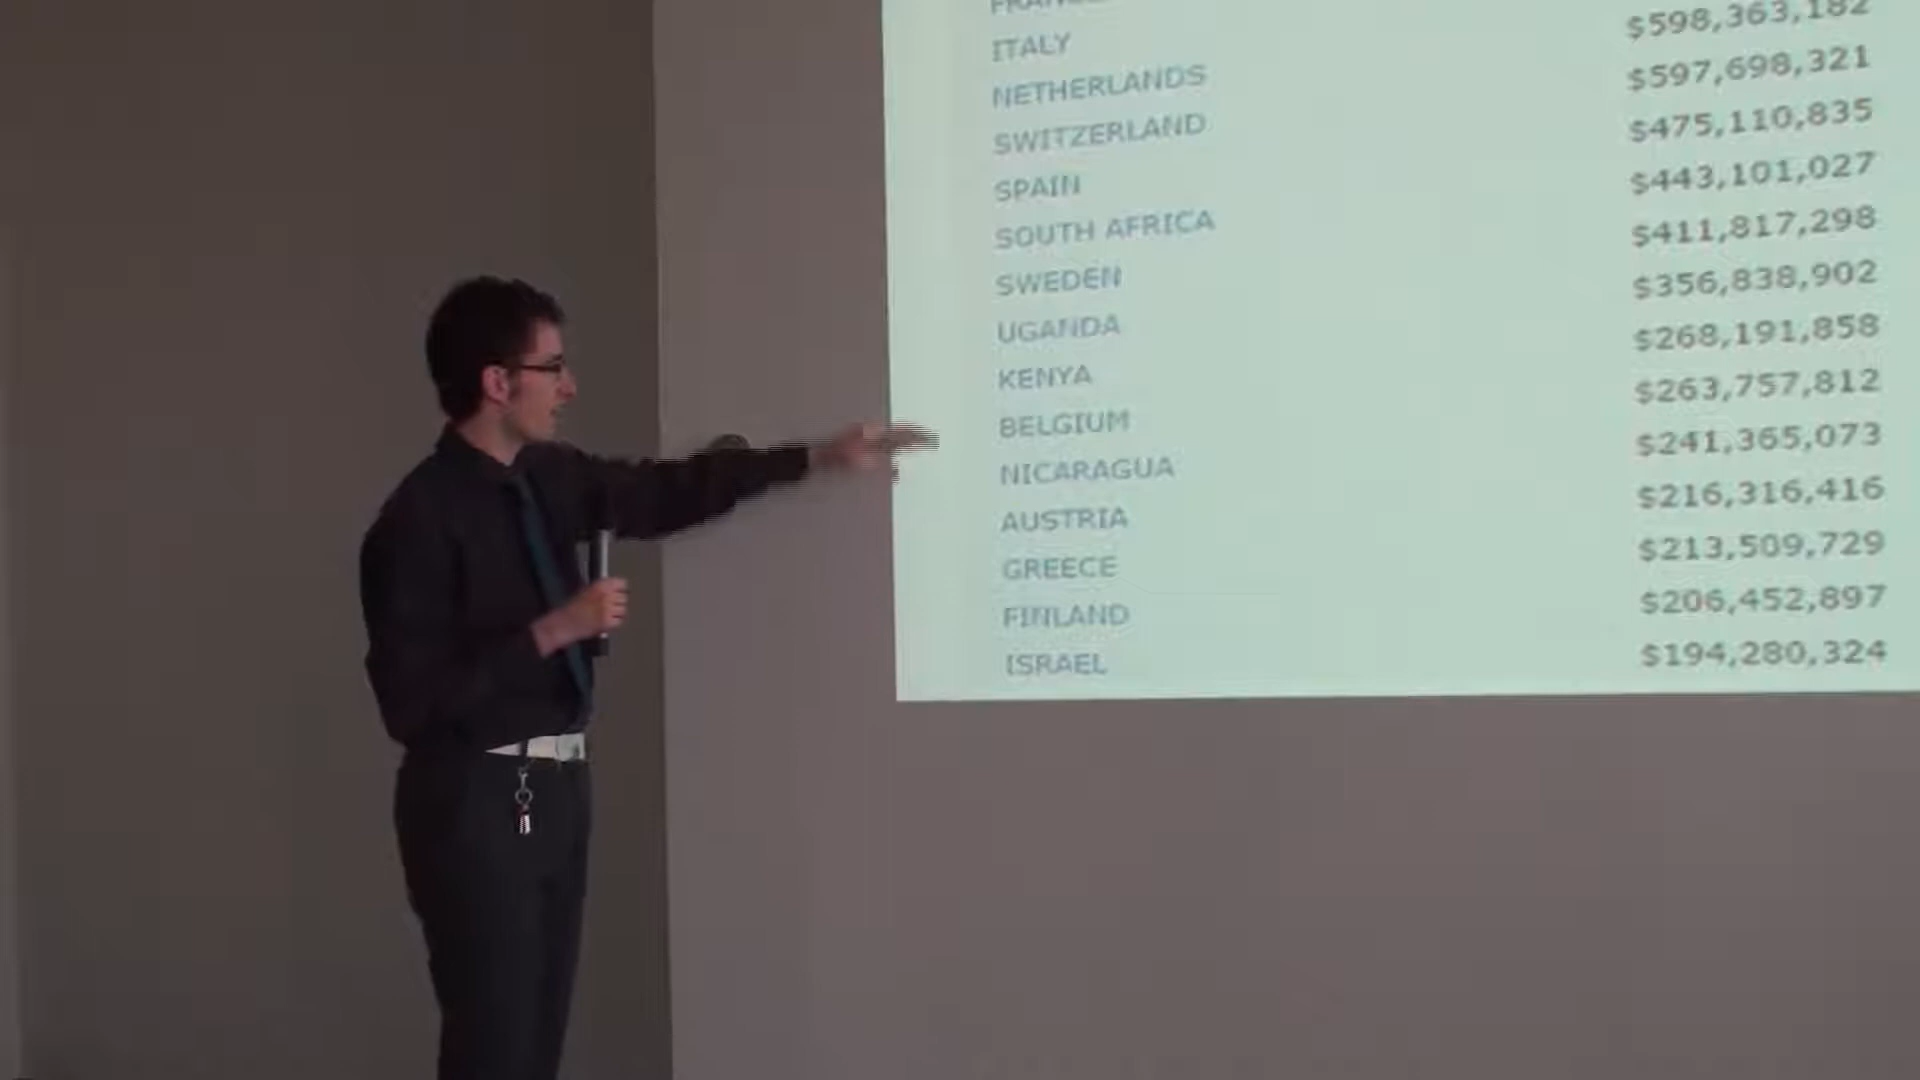 ITALY
NETHERLANDS $598,363,182
SWITZERLAND $597,698,321
SPAIN $475,110,835
SOUTH AFRICA $443,101,027
SWEDEN $411,817,298
UGANDA $356,838,902
KENYA $268,191,858
BELGIUM $263,757,812
NICARAGUA $241,365,073
AUSTRIA $216,316,416
GREECE $213,509,729
FINLAND $206,452,897
ISRAEL $194,280,324